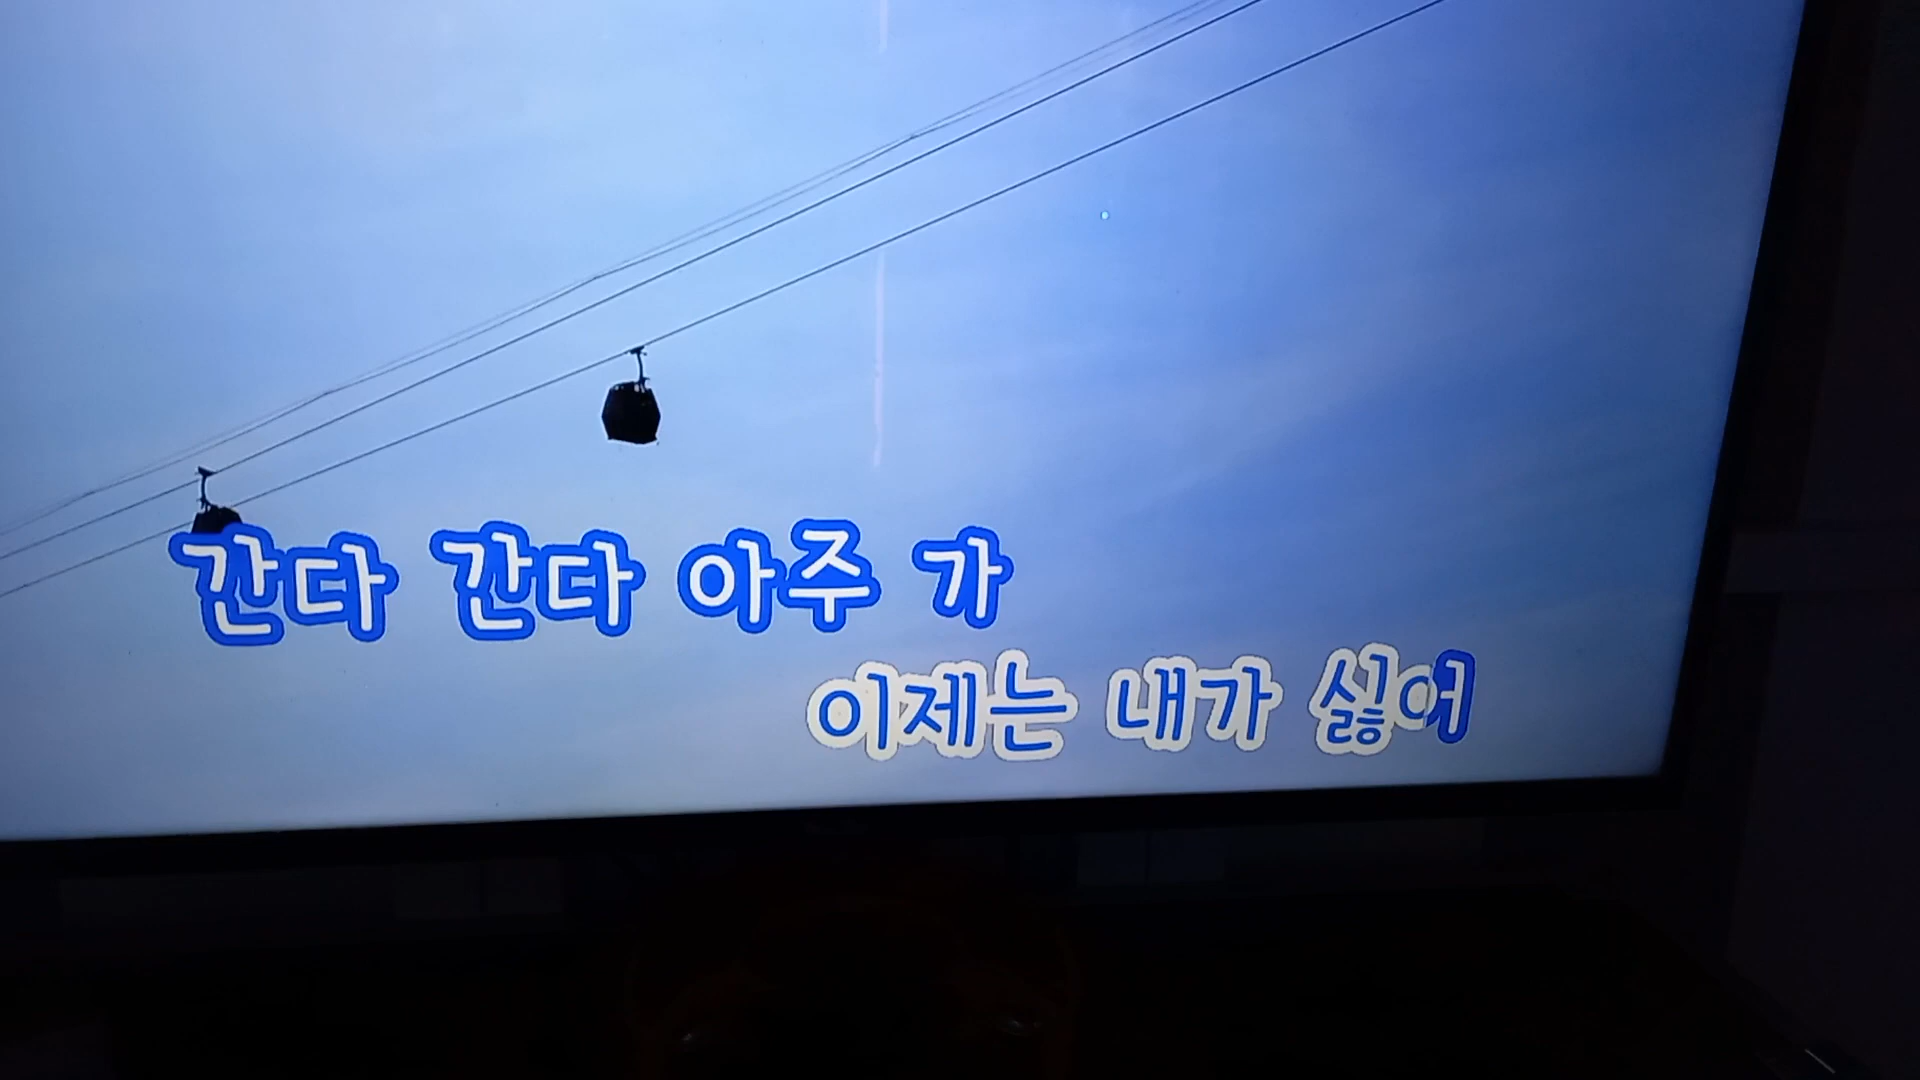 간다 간다 아주 가
이제는 내가 싫어